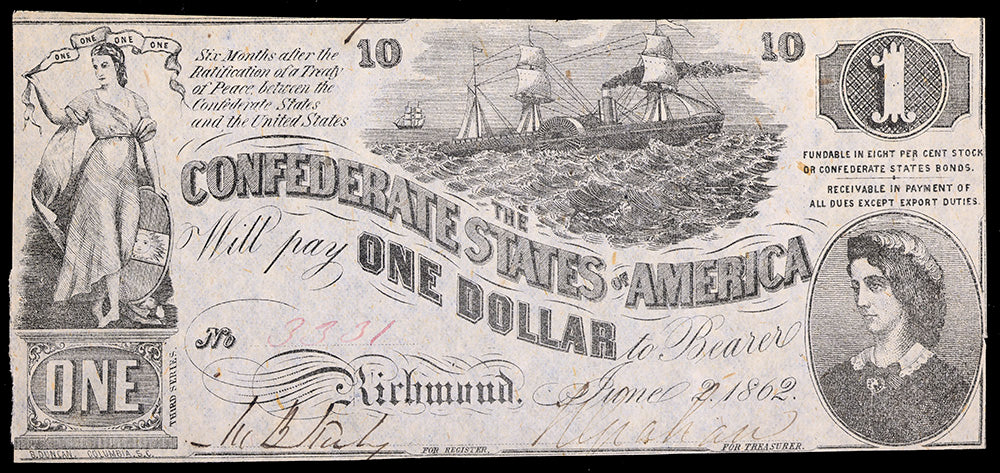 ONE ONE ONE ONE
Six Months after the
Ratification of a Treaty
of Peace, between the
Confederate States
and the United States
10
10
1
FUNDABLE IN EIGHT PER CENT STOCK
OR CONFEDERATE STATES BONDS.
RECEIVABLE IN PAYMENT OF
ALL DUES EXCEPT EXPORT DUTIES.
THE
CONFEDERATE STATES OF AMERICA
Will pay ONE DOLLAR to Bearer
No 3331
Richmond, June 2, 1862.
ONE
THIRD SERIES.
B. DUNCAN, COLUMBIA, S.C.
FOR REGISTER,
FOR TREASURER.